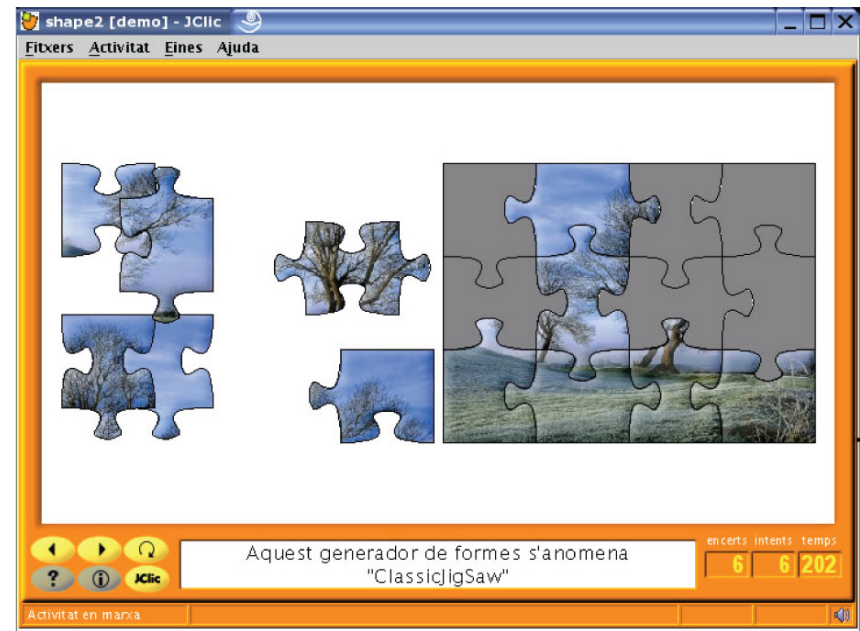 shape2 [demo] - JClic
Fitxers Activitat Eines Ajuda
encerts intents temps
6 6 202
Aquest generador de formes s'anomena
"ClassicJigSaw"
? i JClic
Activitat en marxa